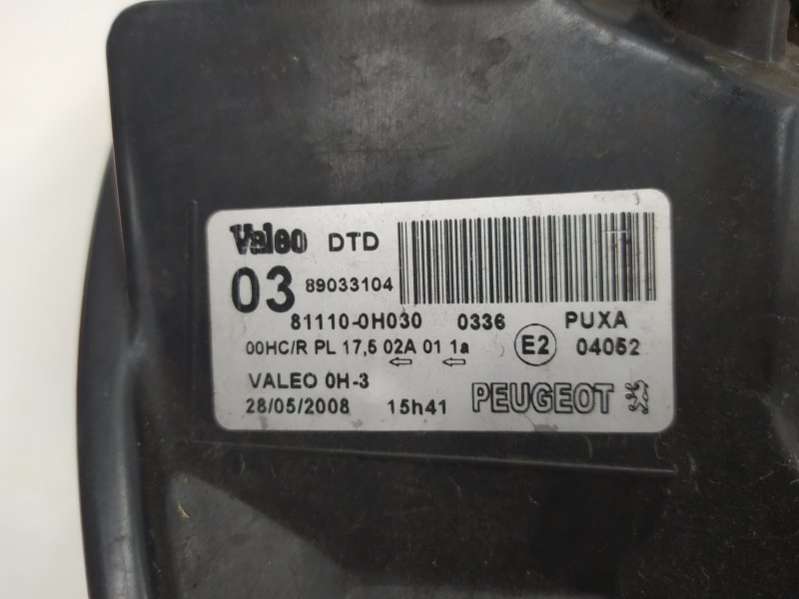 Valeo DTD
03 89033104
81110-0H030 0336 PUXA
00HC/R PL 17,5 02A 01 1a E2 04052
VALEO 0H-3
28/05/2008 15h41 PEUGEOT